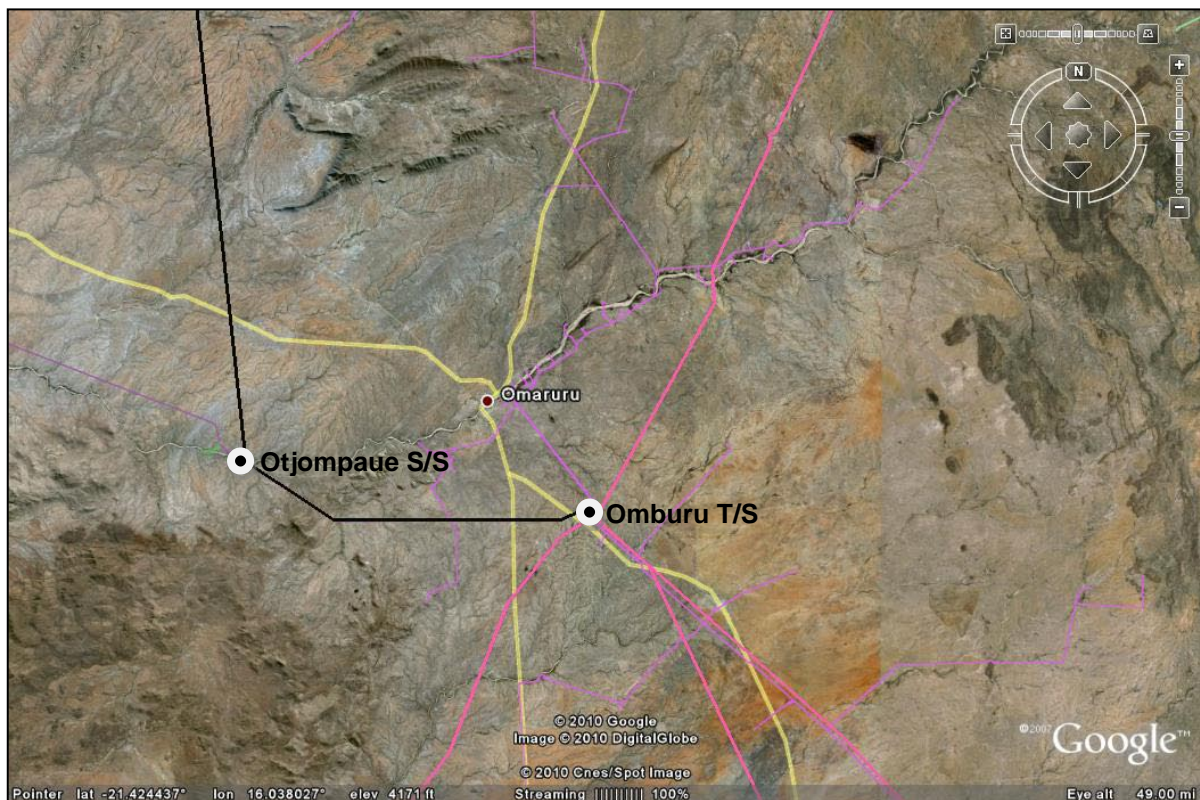 N
Omaruru
Otjompaue S/S
Omburu T/S
© 2010 Google
Image © 2010 DigitalGlobe
© 2010 Cnes/Spot Image
©2007 Google™
Pointer lat -21.424437° lon 16.038027° elev 4171 ft Streaming |||||||||| 100% Eye alt 49.00 mi